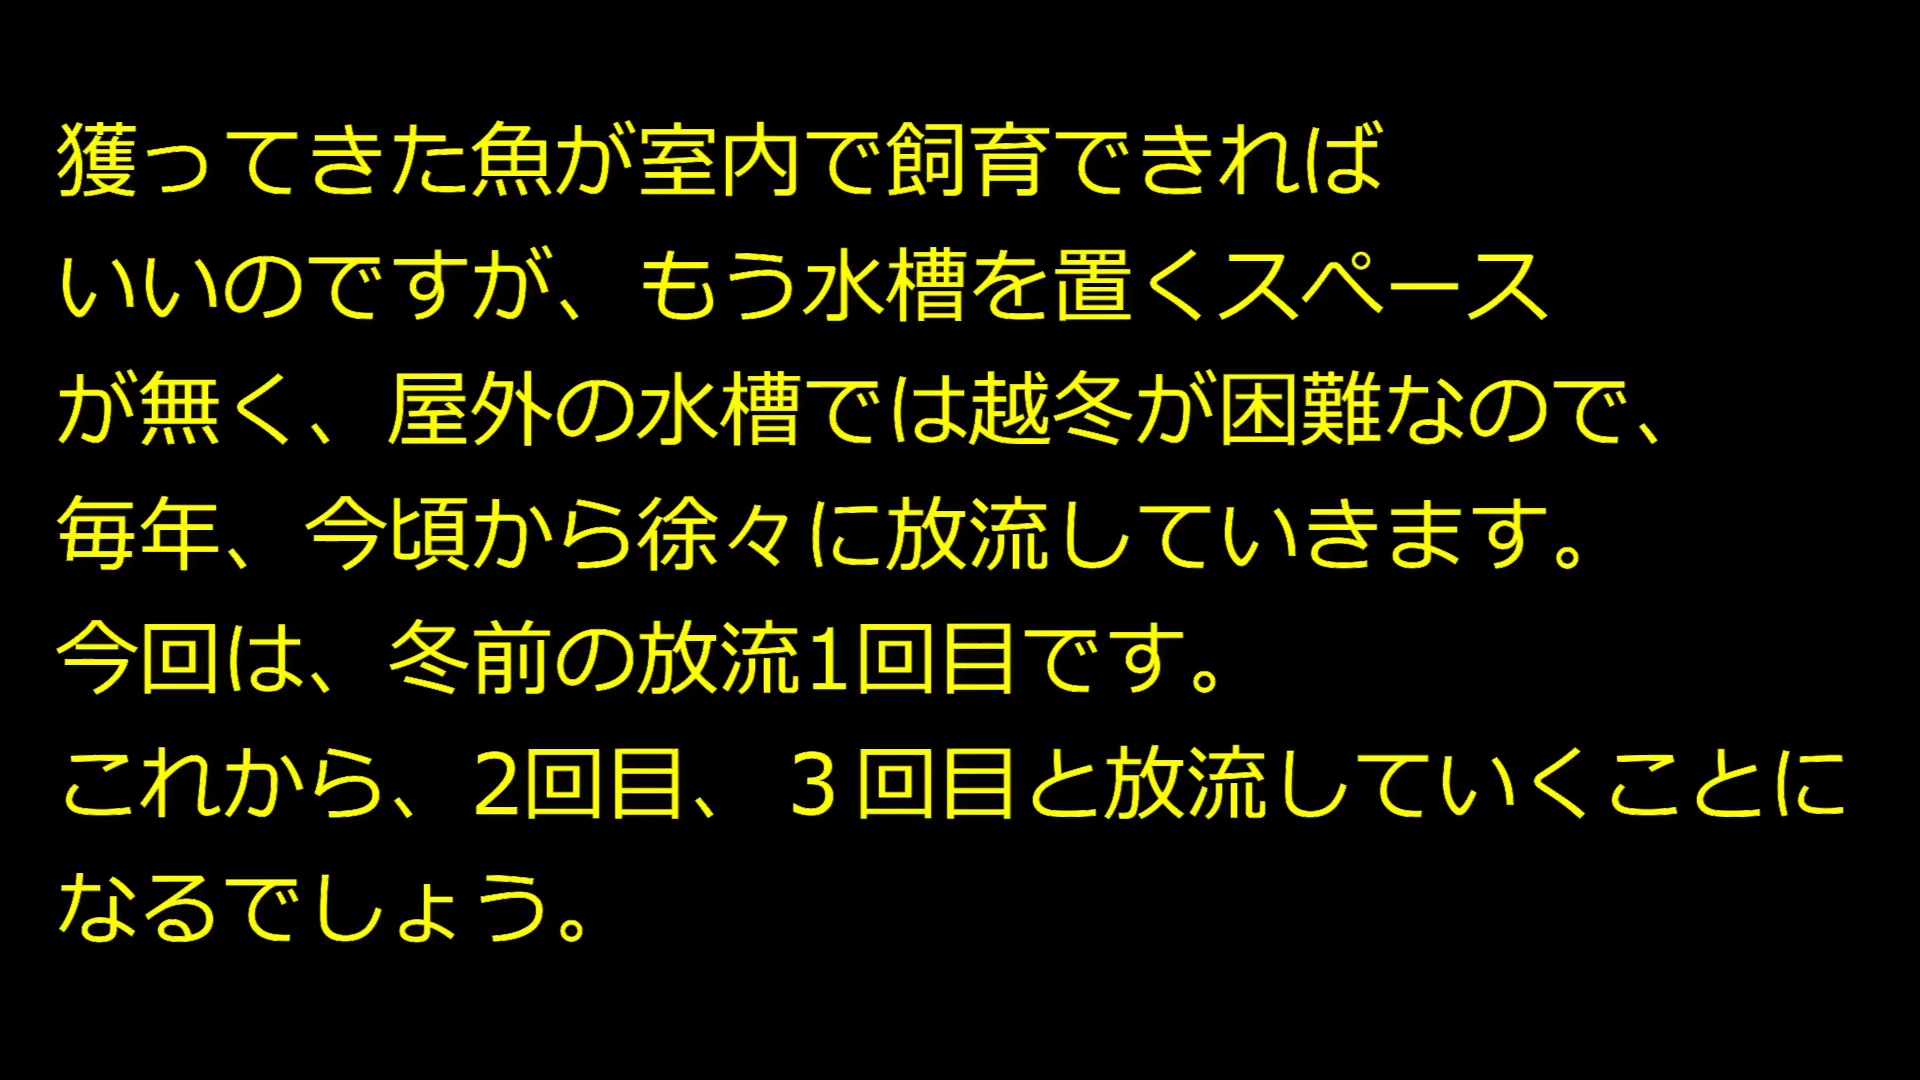 獲ってきた魚が室内で飼育できれば
いいのですが、もう水槽を置くスペース
が無く、屋外の水槽では越冬が困難なので、
毎年、今頃から徐々に放流していきます。
今回は、冬前の放流1回目です。
これから、2回目、３回目と放流していくことに
なるでしょう。